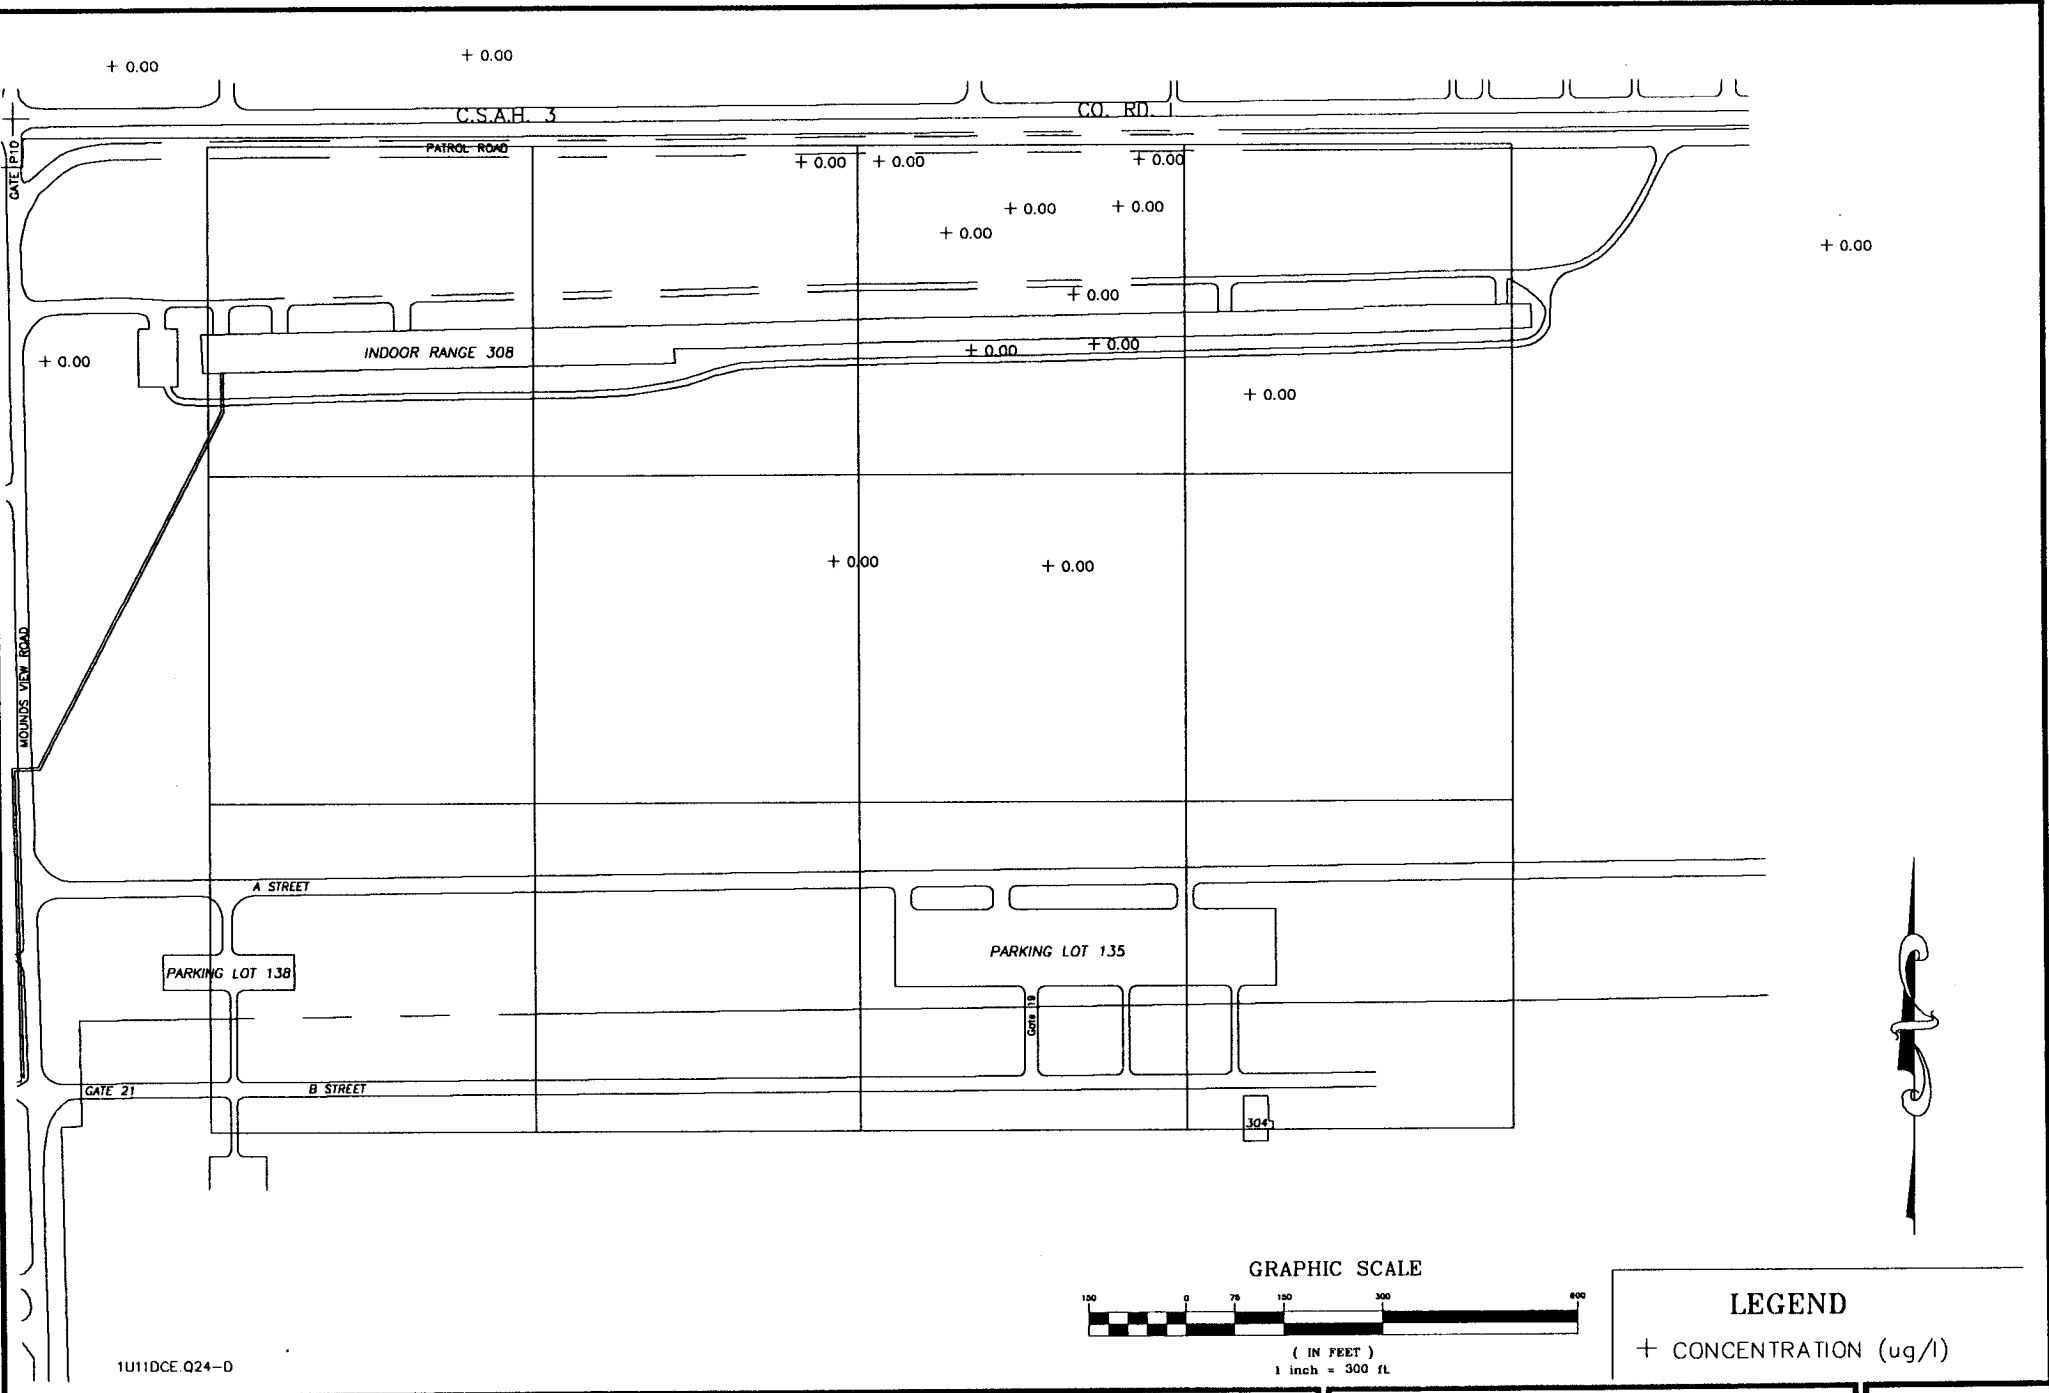 + 0.00
+ 0.00
C.S.A.H. 3
CO. RD. I
GATE P10
PATROL ROAD
+ 0.00
+ 0.00
+ 0.00
+ 0.00
+ 0.00
+ 0.00
+ 0.00
+ 0.00
INDOOR RANGE 308
+ 0.00
+ 0.00
+ 0.00
+ 0.00
+ 0.00
+ 0.00
MOUNDS VIEW ROAD
A STREET
PARKING LOT 135
PARKING LOT 138
Gate 19
GATE 21
B STREET
304
GRAPHIC SCALE
150 0 75 150 300 600
( IN FEET )
1 inch = 300 ft.
LEGEND
+ CONCENTRATION (ug/l)
1U11DCE.Q24-D